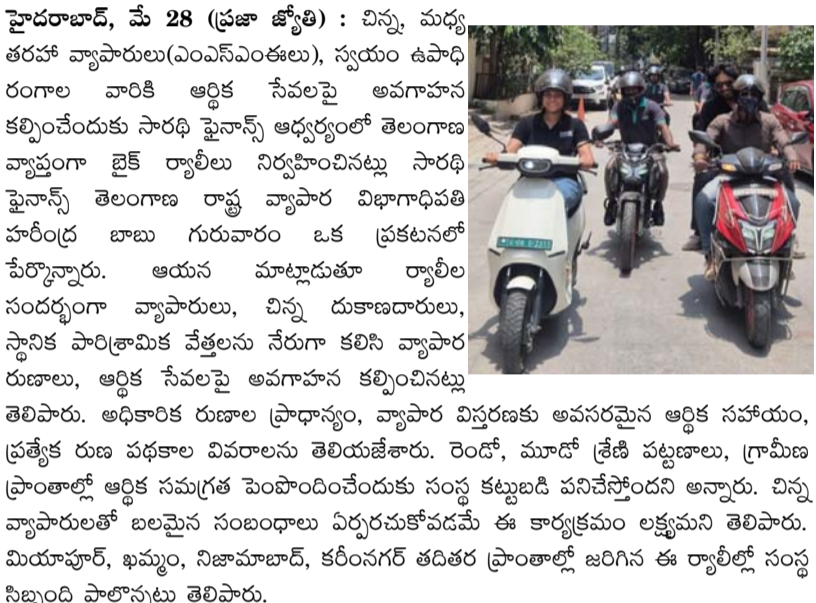 హైదరాబాద్, మే 28 (ప్రజా జ్యోతి) : చిన్న, మధ్య
తరహా వ్యాపారులు(ఎంఎస్ఎంఈలు), స్వయం ఉపాధి
రంగాల వారికి ఆర్థిక సేవలపై అవగాహన
కల్పించేందుకు సారథి ఫైనాన్స్ ఆధ్వర్యంలో తెలంగాణ
వ్యాప్తంగా బైక్ ర్యాలీలు నిర్వహించినట్లు సారథి
ఫైనాన్స్ తెలంగాణ రాష్ట్ర వ్యాపార విభాగాధిపతి
హరీంద్ర బాబు గురువారం ఒక ప్రకటనలో
పేర్కొన్నారు. ఆయన మాట్లాడుతూ ర్యాలీల
సందర్భంగా వ్యాపారులు, చిన్న దుకాణదారులు,
స్థానిక పారిశ్రామిక వేత్తలను నేరుగా కలిసి వ్యాపార
రుణాలు, ఆర్థిక సేవలపై అవగాహన కల్పించినట్లు
తెలిపారు. అధికారిక రుణాల ప్రాధాన్యం, వ్యాపార విస్తరణకు అవసరమైన ఆర్థిక సహాయం,
ప్రత్యేక రుణ పథకాల వివరాలను తెలియజేశారు. రెండో, మూడో శ్రేణి పట్టణాలు, గ్రామీణ
ప్రాంతాల్లో ఆర్థిక సమగ్రత పెంపొందించేందుకు సంస్థ కట్టుబడి పనిచేస్తోందని అన్నారు. చిన్న
వ్యాపారులతో బలమైన సంబంధాలు ఏర్పరచుకోవడమే ఈ కార్యక్రమం లక్ష్యమని తెలిపారు.
మియాపూర్, ఖమ్మం, నిజామాబాద్, కరీంనగర్ తదితర ప్రాంతాల్లో జరిగిన ఈ ర్యాలీల్లో సంస్థ
సిబ్బంది పాల్గొన్నట్లు తెలిపారు.